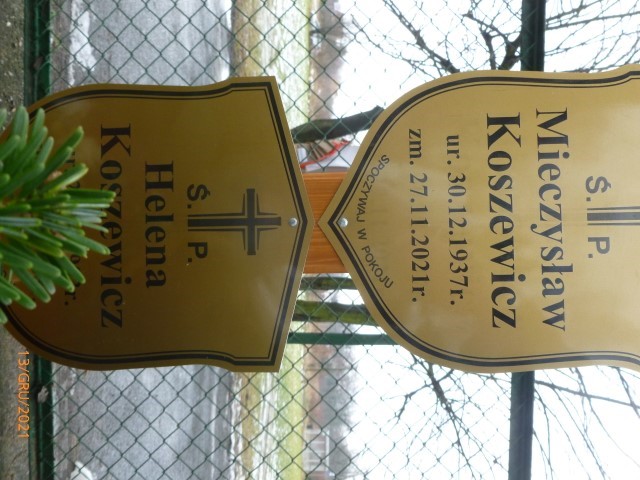 Ś. P.
Mieczysław
Koszewicz
ur. 30.12.1937r.
zm. 27.11.2021r.
SPOCZYWAJ W POKOJU
Ś. P.
Helena
Koszewicz
13/GRU/2021